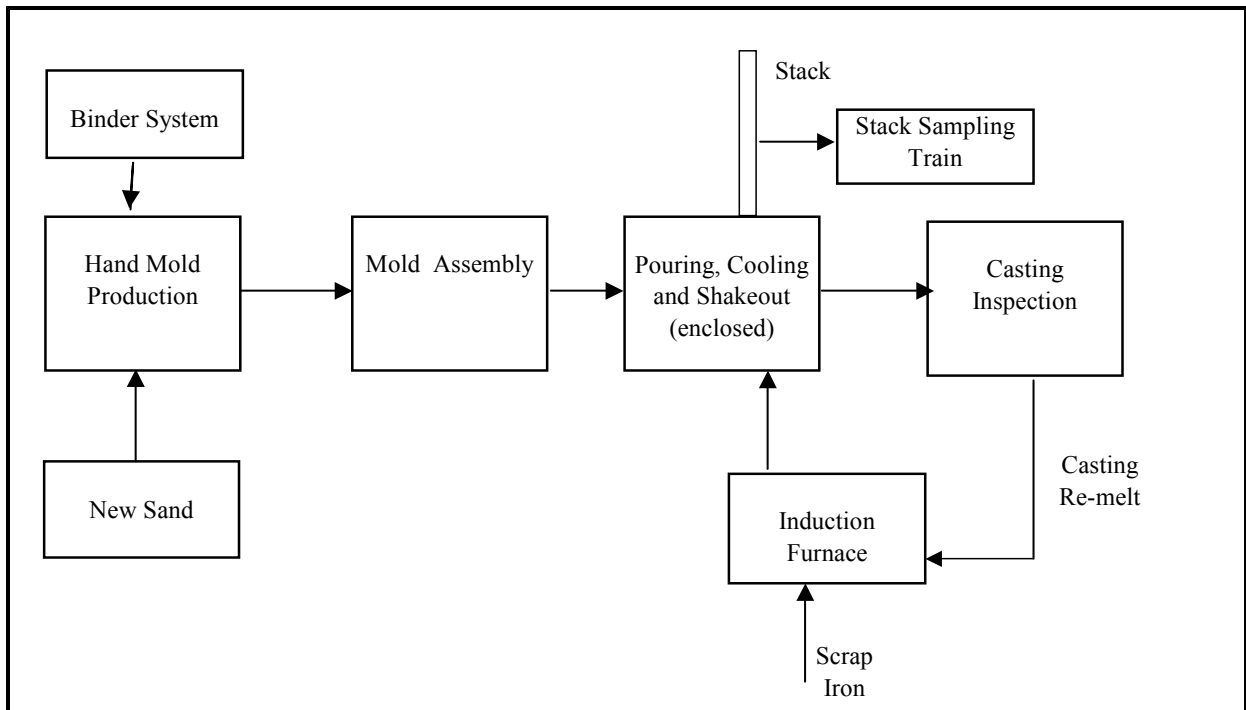 Stack
Binder System
Stack Sampling
Train
Hand Mold
Production
Mold Assembly
Pouring, Cooling
and Shakeout
(enclosed)
Casting
Inspection
New Sand
Induction
Furnace
Casting
Re-melt
Scrap
Iron